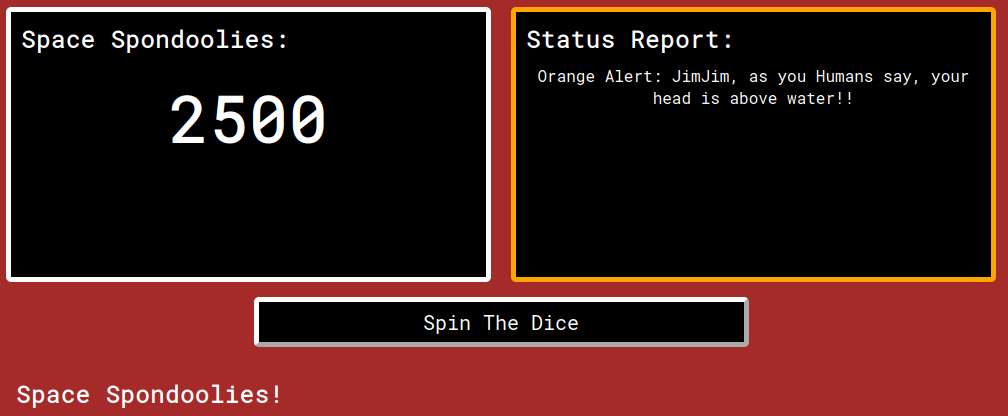 Space Spondoolies:
2500
Status Report:
Orange Alert: JimJim, as you Humans say, your
head is above water!!
Spin The Dice
Space Spondoolies!